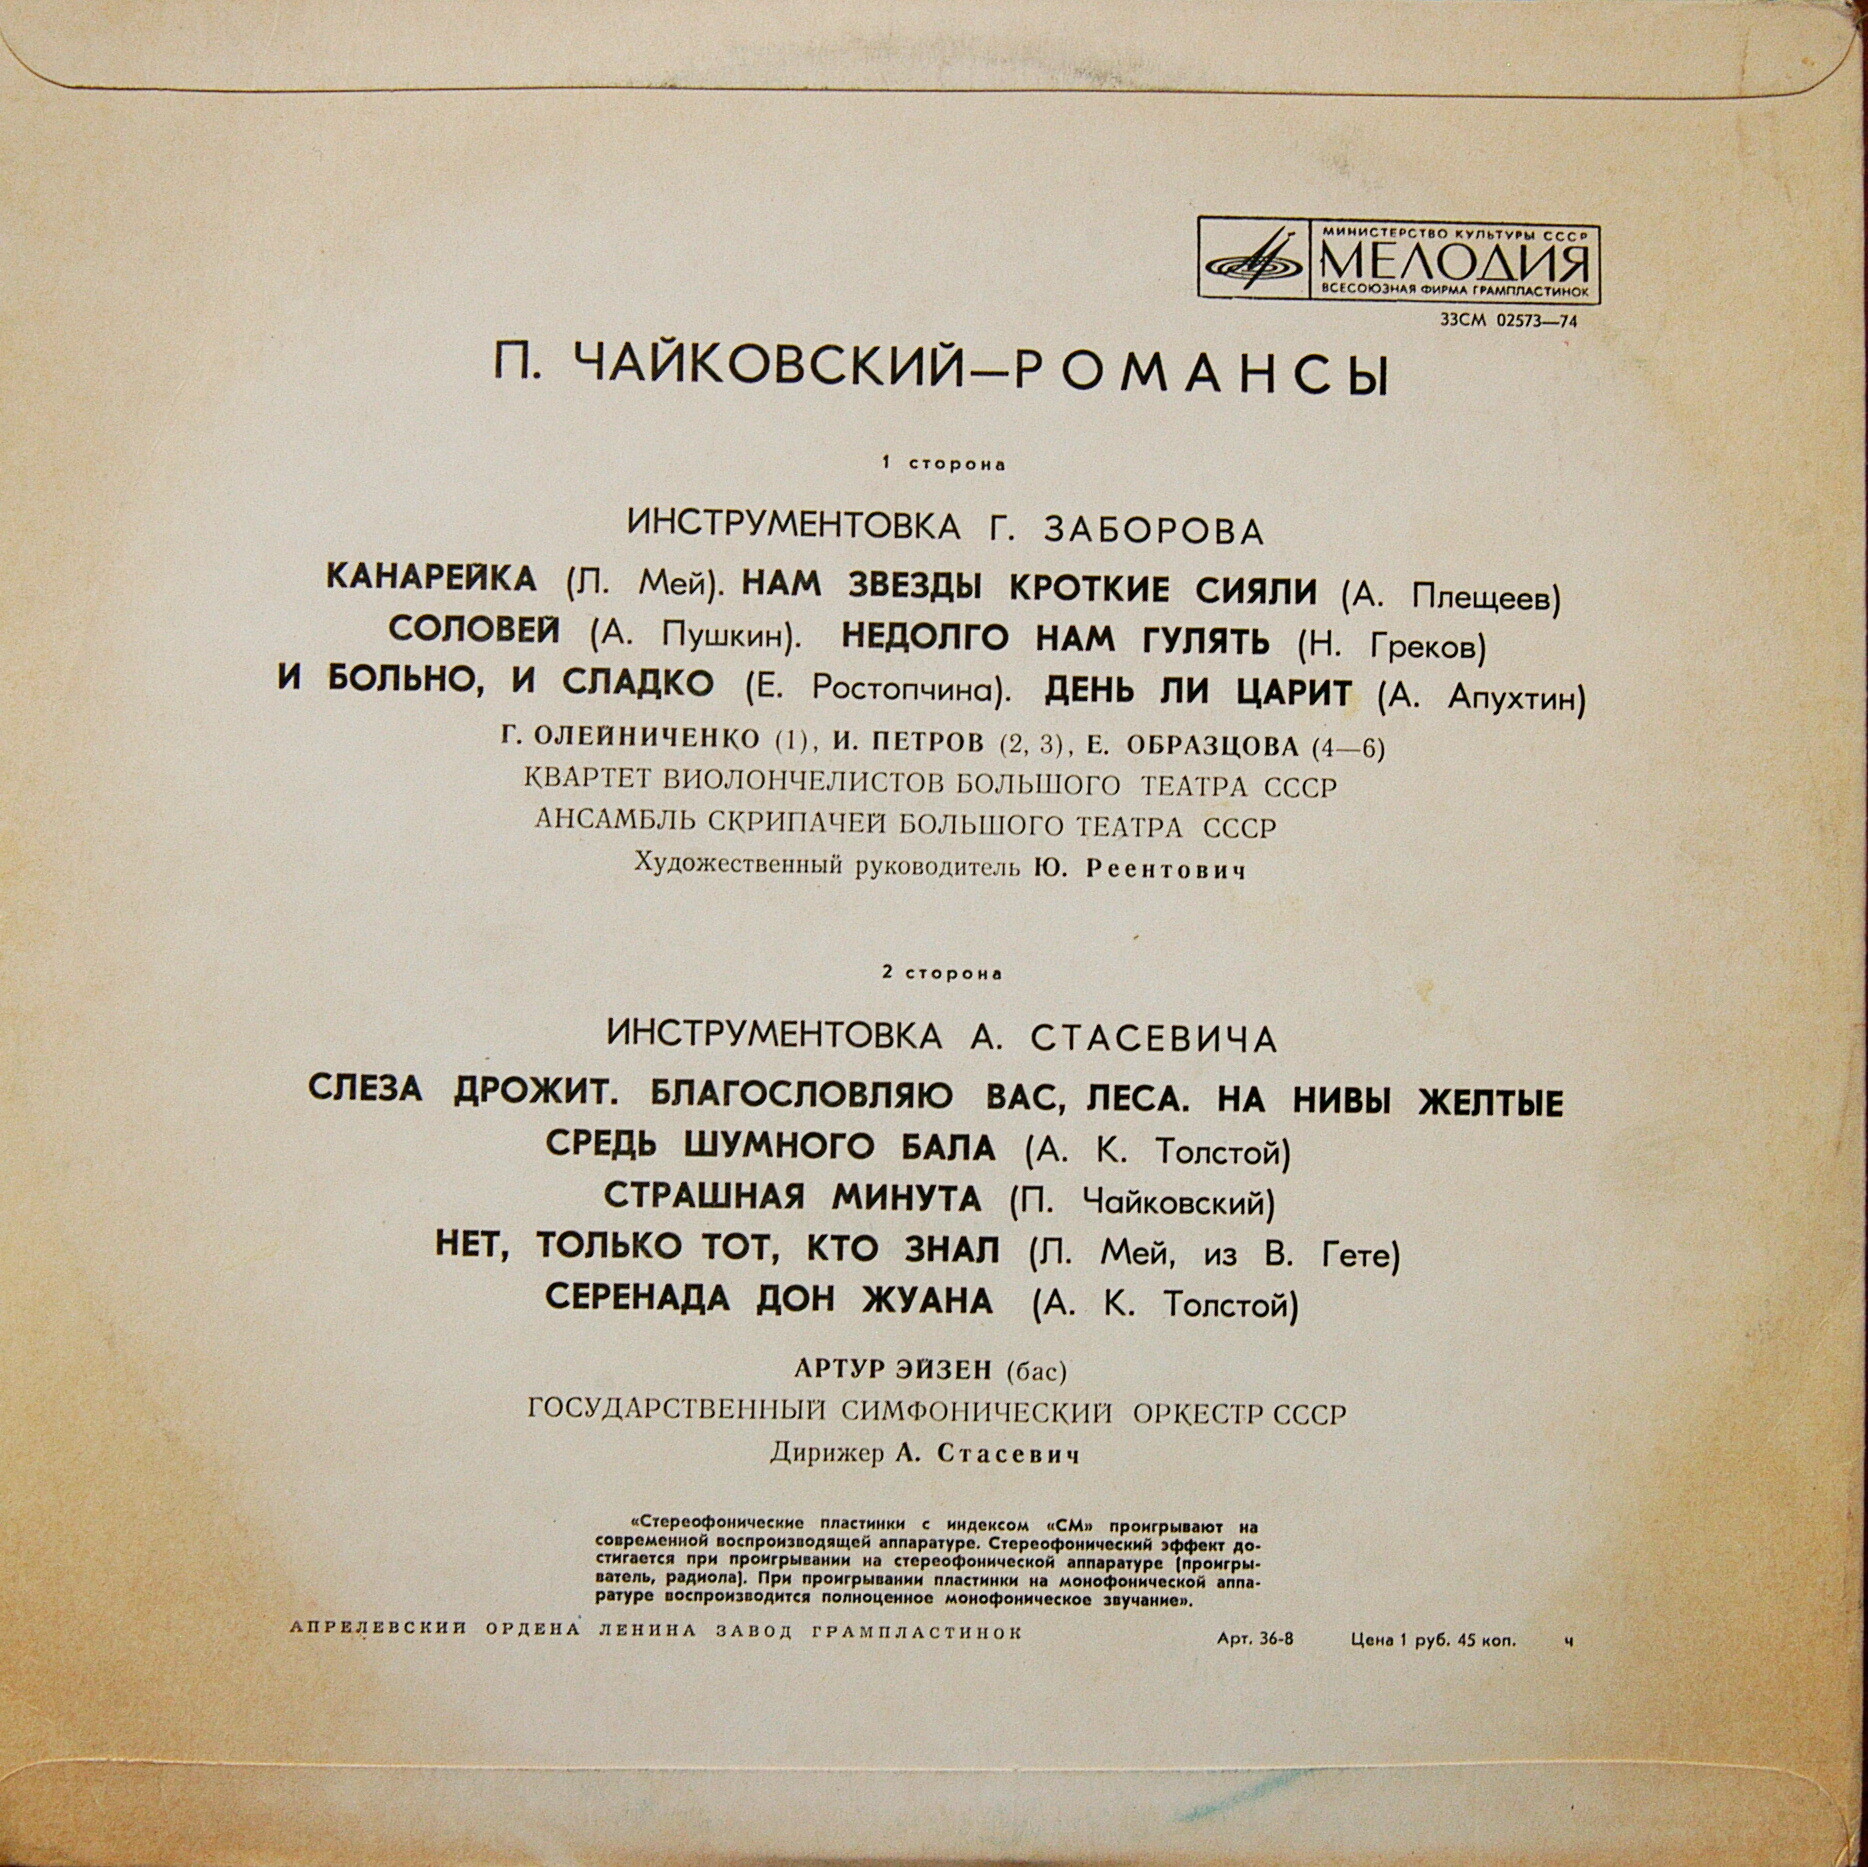 МИНИСТЕРСТВО КУЛЬТУРЫ СССР
МЕЛОДИЯ
ВСЕСОЮЗНАЯ ФИРМА ГРАМПЛАСТИНОК
33СМ 02573—74
П. ЧАЙКОВСКИЙ—РОМАНСЫ
1 сторона
ИНСТРУМЕНТОВКА Г. ЗАБОРОВА
КАНАРЕЙКА (Л. Мей). НАМ ЗВЕЗДЫ КРОТКИЕ СИЯЛИ (А. Плещеев)
СОЛОВЕЙ (А. Пушкин). НЕДОЛГО НАМ ГУЛЯТЬ (Н. Греков)
И БОЛЬНО, И СЛАДКО (Е. Ростопчина). ДЕНЬ ЛИ ЦАРИТ (А. Апухтин)
Г. ОЛЕЙНИЧЕНКО (1), И. ПЕТРОВ (2, 3), Е. ОБРАЗЦОВА (4—6)
КВАРТЕТ ВИОЛОНЧЕЛИСТОВ БОЛЬШОГО ТЕАТРА СССР
АНСАМБЛЬ СКРИПАЧЕЙ БОЛЬШОГО ТЕАТРА СССР
Художественный руководитель Ю. Реентович
2 сторона
ИНСТРУМЕНТОВКА А. СТАСЕВИЧА
СЛЕЗА ДРОЖИТ. БЛАГОСЛОВЛЯЮ ВАС, ЛЕСА. НА НИВЫ ЖЕЛТЫЕ
СРЕДЬ ШУМНОГО БАЛА (А. К. Толстой)
СТРАШНАЯ МИНУТА (П. Чайковский)
НЕТ, ТОЛЬКО ТОТ, КТО ЗНАЛ (Л. Мей, из В. Гете)
СЕРЕНАДА ДОН ЖУАНА (А. К. Толстой)
АРТУР ЭЙЗЕН (бас)
ГОСУДАРСТВЕННЫЙ СИМФОНИЧЕСКИЙ ОРКЕСТР СССР
Дирижер А. Стасевич
«Стереофонические пластинки с индексом «СМ» проигрывают на
современной воспроизводящей аппаратуре. Стереофонический эффект до-
стигается при проигрывании на стереофонической аппаратуре (проигры-
ватель, радиола). При проигрывании пластинки на монофонической аппа-
ратуре воспроизводится полноценное монофоническое звучание».
АПРЕЛЕВСКИЙ ОРДЕНА ЛЕНИНА ЗАВОД ГРАМПЛАСТИНОК Арт. 36-8 Цена 1 руб. 45 коп. ч